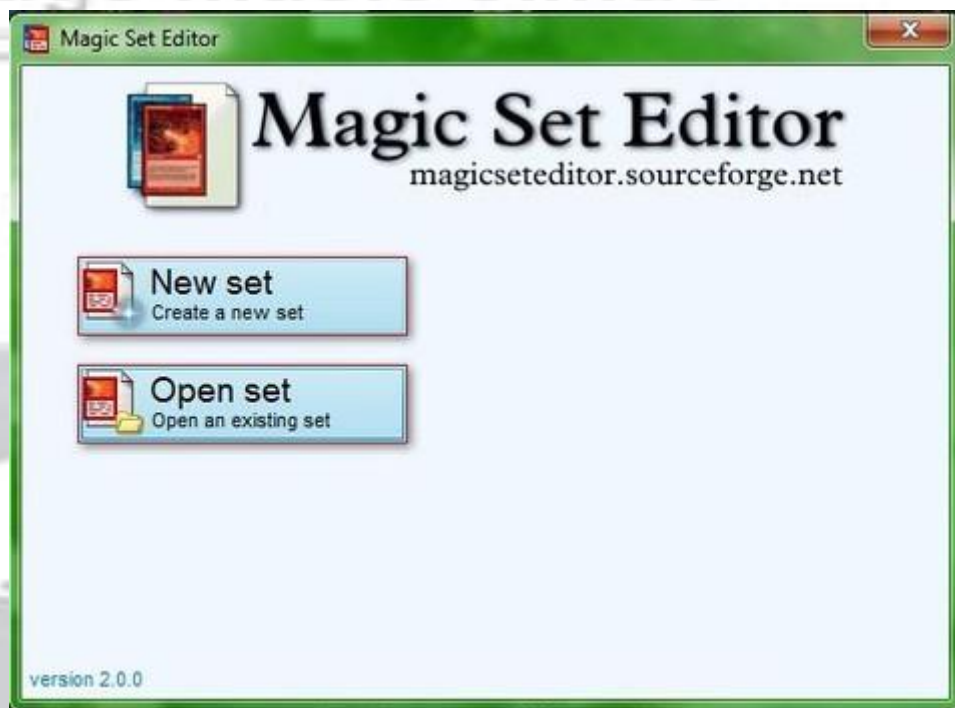 Magic Set Editor
Magic Set Editor
magicseteditor.sourceforge.net
New set
Create a new set
Open set
Open an existing set
version 2.0.0